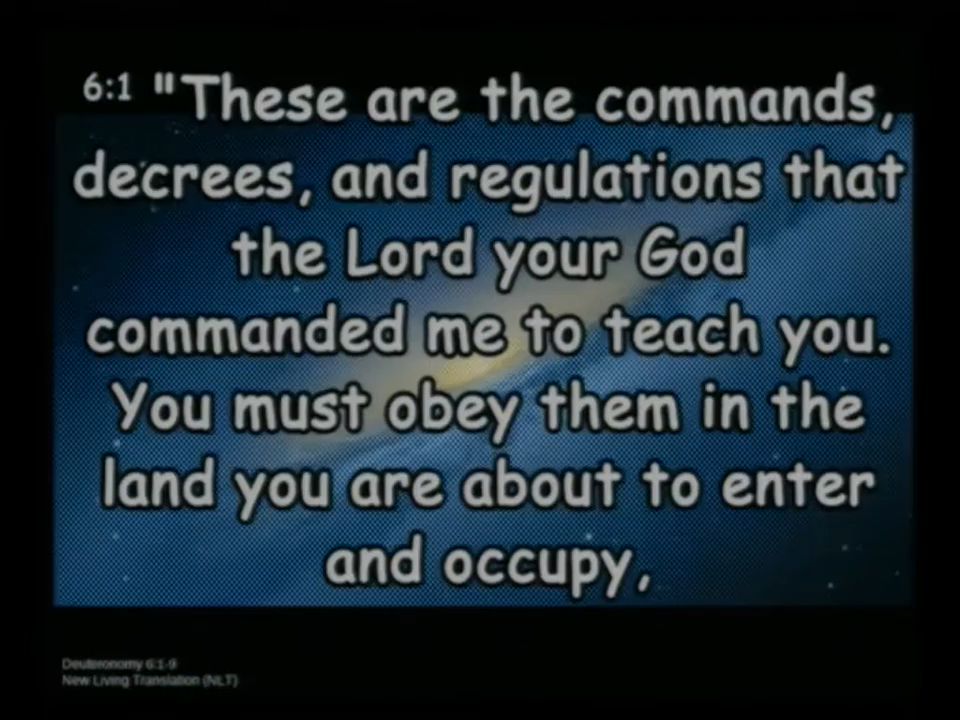 6:1 "These are the commands,
decrees, and regulations that
the Lord your God
commanded me to teach you.
You must obey them in the
land you are about to enter
and occupy,
Deuteronomy 6:1-9
New Living Translation (NLT)